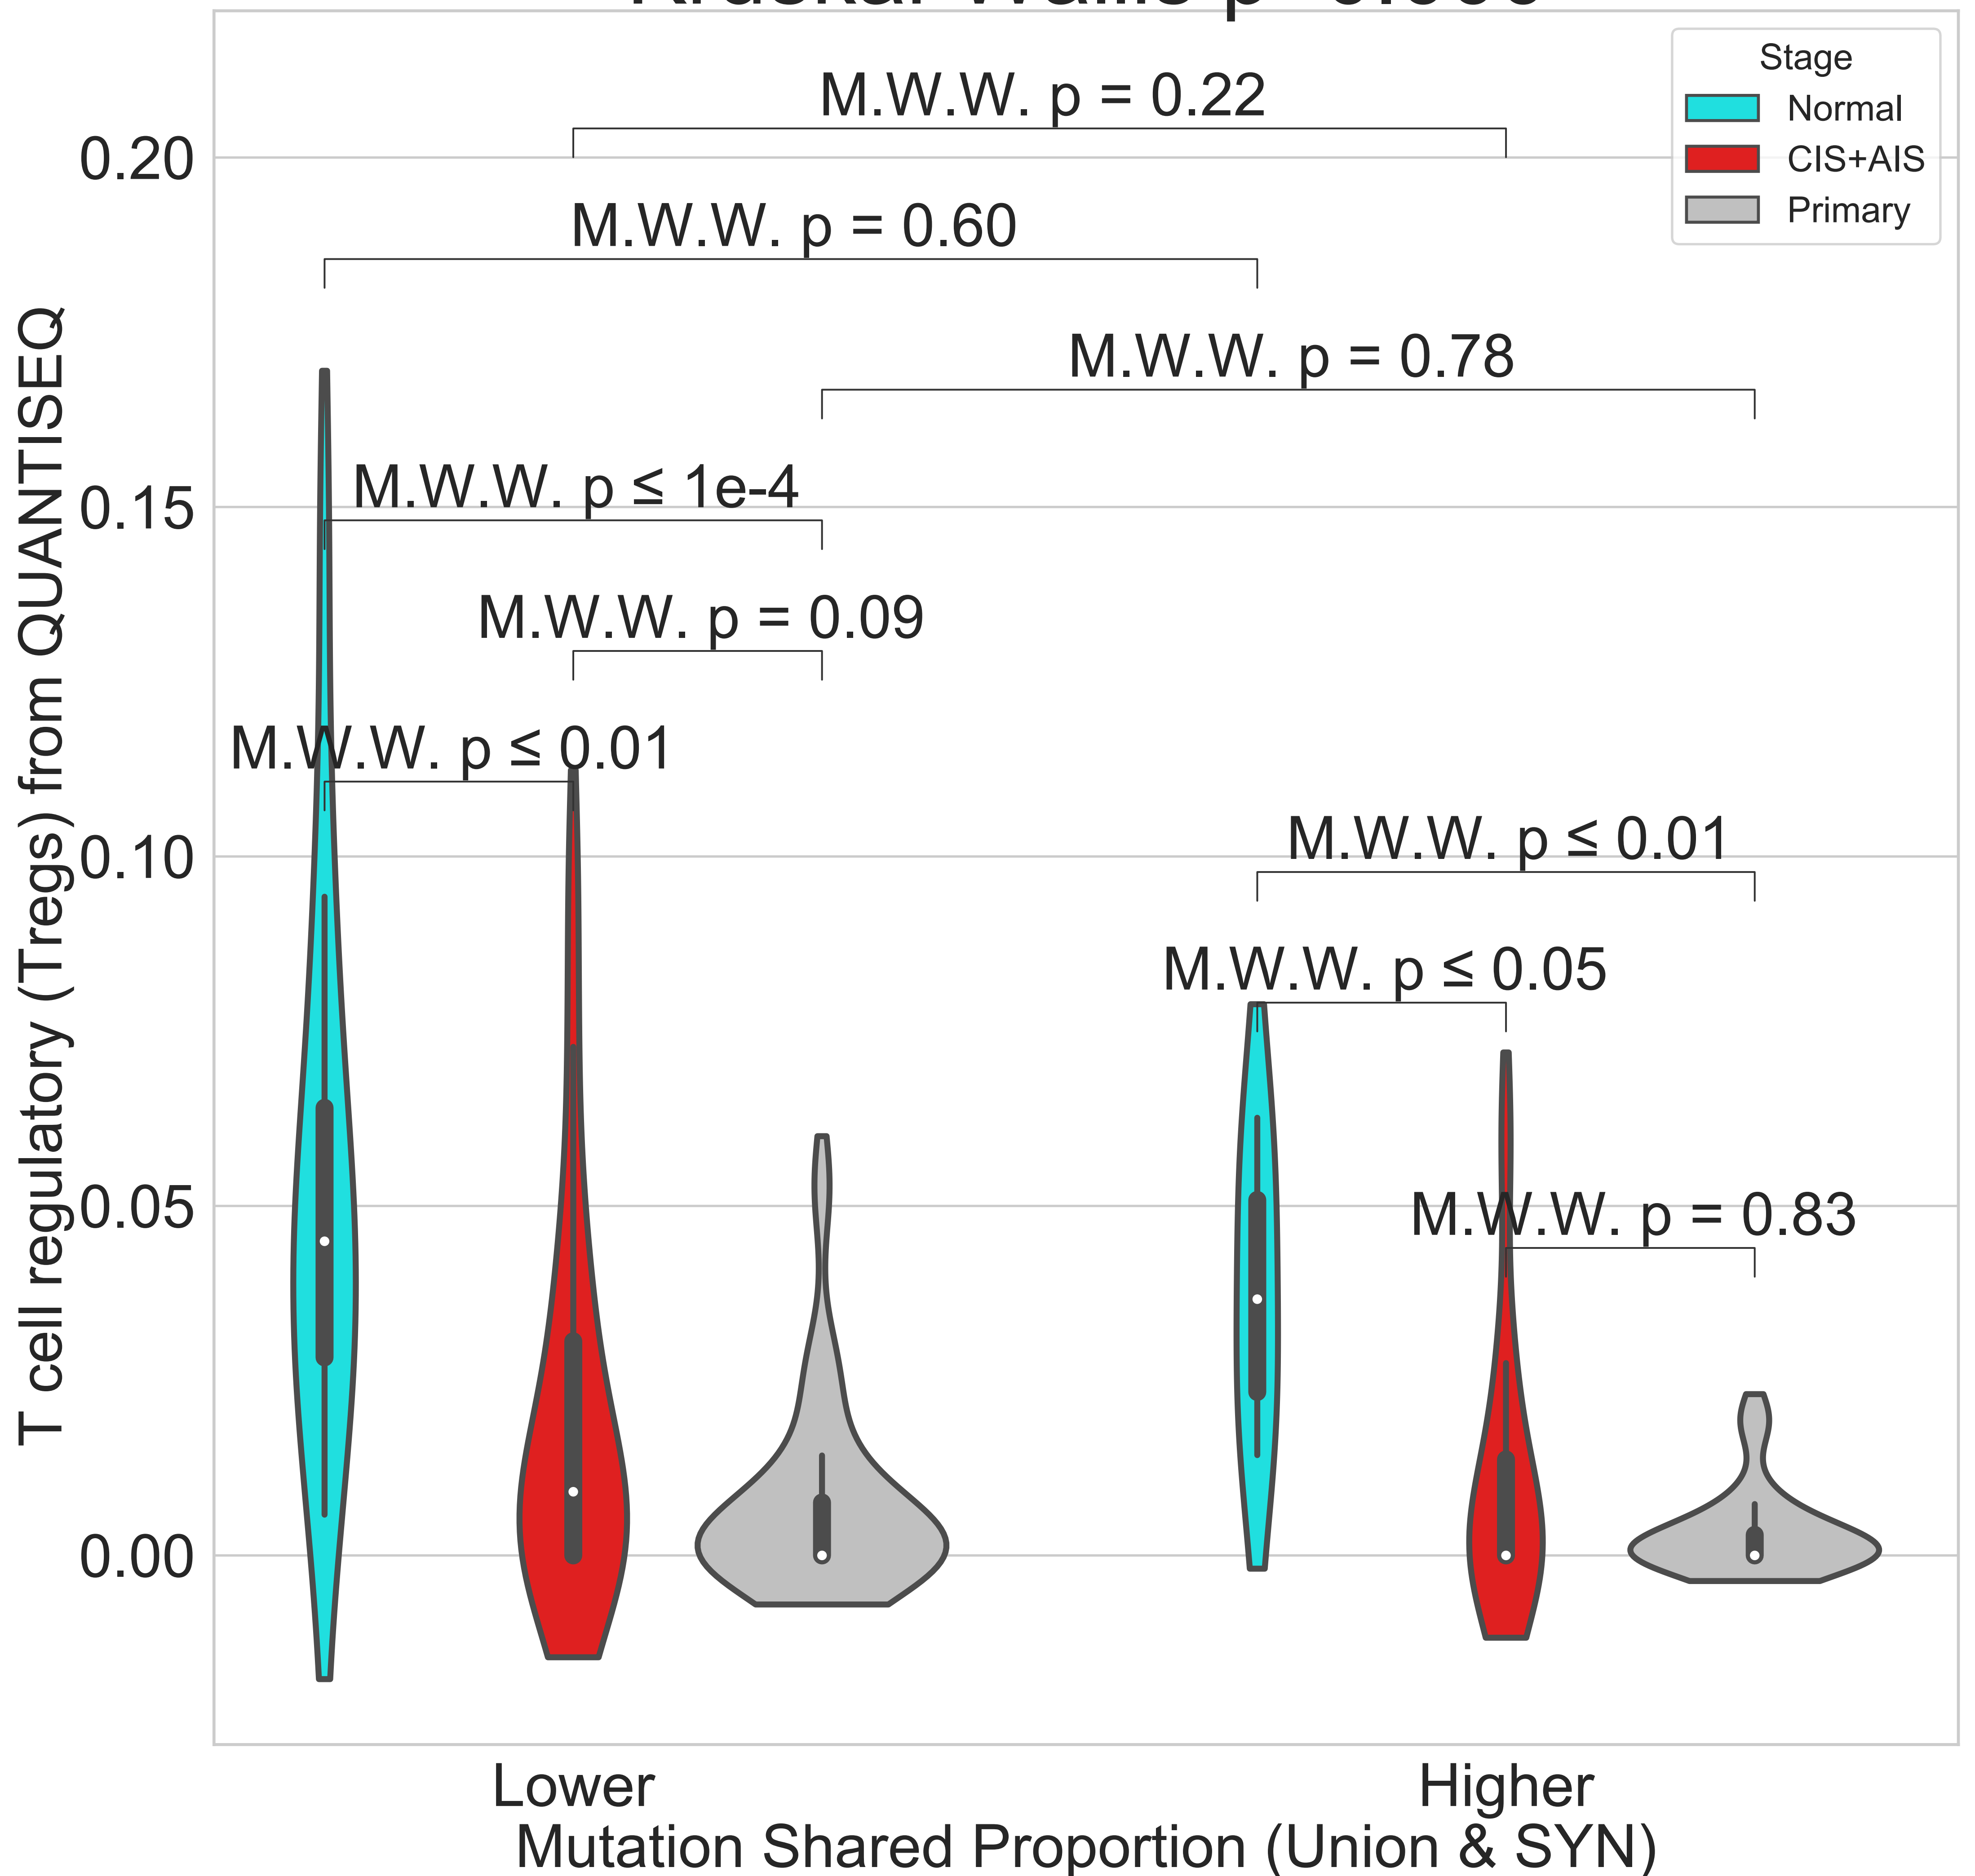 Stage
Normal
CIS+AIS
Primary
M.W.W. p = 0.22
M.W.W. p = 0.60
M.W.W. p = 0.78
M.W.W. p ≤ 1e-4
M.W.W. p = 0.09
M.W.W. p ≤ 0.01
M.W.W. p ≤ 0.01
M.W.W. p ≤ 0.05
M.W.W. p = 0.83
T cell regulatory (Tregs) from QUANTISEQ
0.20
0.15
0.10
0.05
0.00
Lower
Higher
Mutation Shared Proportion (Union & SYN)